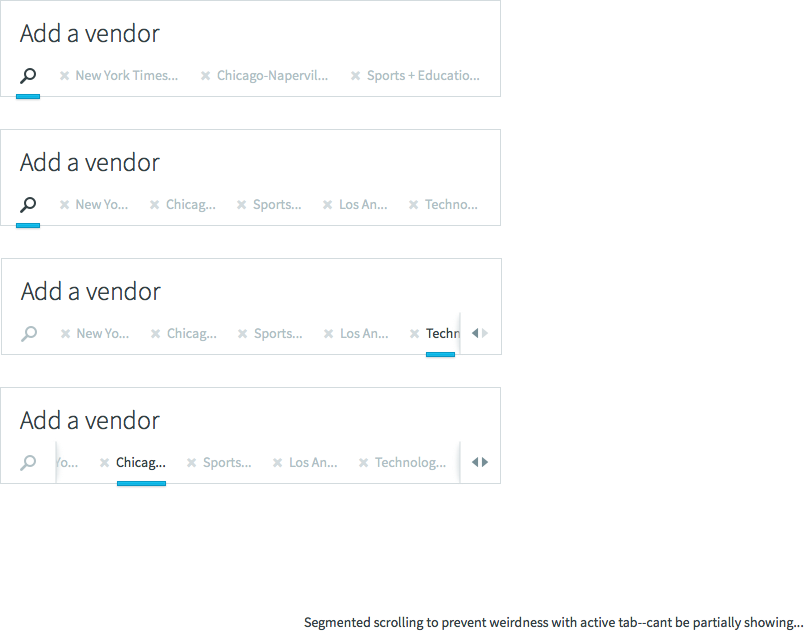 Add a vendor
New York Times... Chicago-Napervil... Sports + Educatio...
Add a vendor
New Yo... Chicag... Sports... Los An... Techno...
Add a vendor
New Yo... Chicag... Sports... Los An... Techn
Add a vendor
Yo... Chicag... Sports... Los An... Technolog...
Segmented scrolling to prevent weirdness with active tab--cant be partially showing...